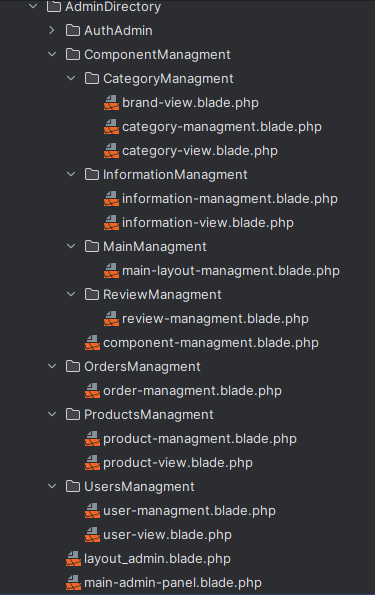 AdminDirectory
AuthAdmin
ComponentManagment
CategoryManagment
brand-view.blade.php
category-managment.blade.php
category-view.blade.php
InformationManagment
information-managment.blade.php
information-view.blade.php
MainManagment
main-layout-managment.blade.php
ReviewManagment
review-managment.blade.php
component-managment.blade.php
OrdersManagment
order-managment.blade.php
ProductsManagment
product-managment.blade.php
product-view.blade.php
UsersManagment
user-managment.blade.php
user-view.blade.php
layout_admin.blade.php
main-admin-panel.blade.php